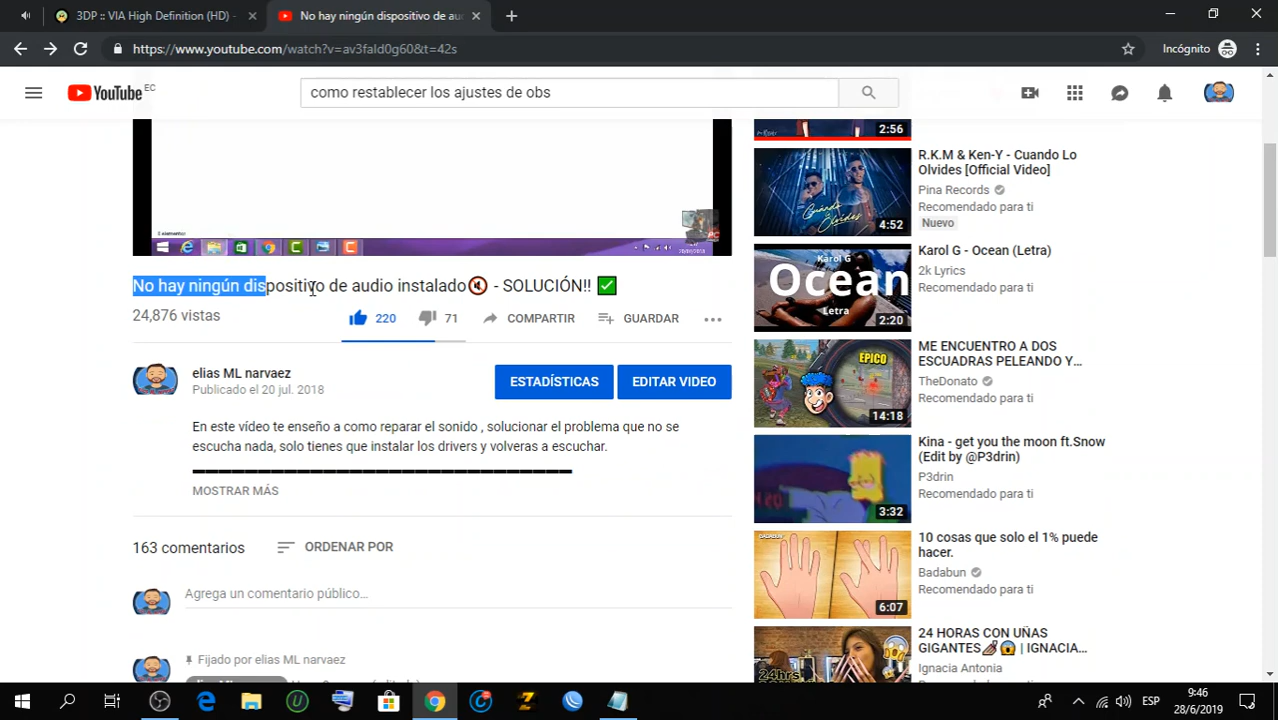 3DP :: VIA High Definition (HD) -
No hay ningún dispositivo de au
https://www.youtube.com/watch?v=av3fald0g60&t=42s
Incógnito
YouTube EC
como restablecer los ajustes de obs
No hay ningún dispositivo de audio instalado🔇 - SOLUCIÓN!! ✅
24,876 vistas
220
71
COMPARTIR
GUARDAR
elias ML narvaez
Publicado el 20 jul. 2018
ESTADÍSTICAS
EDITAR VIDEO
En este vídeo te enseño a como reparar el sonido , solucionar el problema que no se
escucha nada, solo tienes que instalar los drivers y volveras a escuchar.
MOSTRAR MÁS
163 comentarios
ORDENAR POR
Agrega un comentario público...
Fijado por elias ML narvaez
2:56
4:52
R.K.M & Ken-Y - Cuando Lo
Olvides [Official Video]
Pina Records
Recomendado para ti
Nuevo
Karol G
Ocean
Letra
2:20
Karol G - Ocean (Letra)
2k Lyrics
Recomendado para ti
EPICO
14:18
ME ENCUENTRO A DOS
ESCUADRAS PELEANDO Y...
TheDonato
Recomendado para ti
3:32
Kina - get you the moon ft.Snow
(Edit by @P3drin)
P3drin
Recomendado para ti
BADABUN
6:07
10 cosas que solo el 1% puede
hacer.
Badabun
Recomendado para ti
24hrs
24 HORAS CON UÑAS
GIGANTES💅😱 | IGNACIA...
Ignacia Antonia
Recomendado para ti
ESP
9:46
28/6/2019